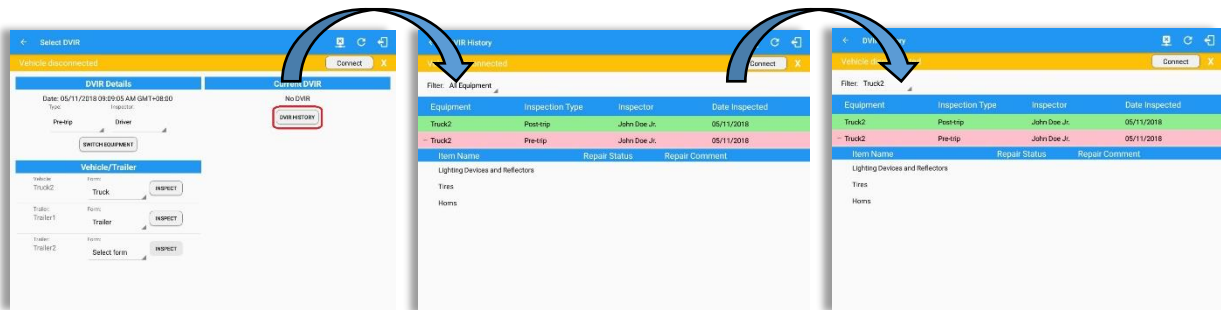 Select DVIR
Vehicle disconnected
Connect X
DVIR Details
Current DVIR
Date: 05/11/2018 09:09:05 AM GMT+08:00
No DVIR
Type: Inspector:
DVIR HISTORY
Pre-trip Driver
SWITCH EQUIPMENT
Vehicle/Trailer
Vehicle: Form:
Truck2 Truck INSPECT
Trailer: Form:
Trailer1 Trailer INSPECT
Trailer: Form:
Trailer2 Select form INSPECT
DVIR History
Connect X
Filter: All Equipment
Equipment Inspection Type Inspector Date Inspected
Truck2 Post-trip John Doe Jr. 05/11/2018
− Truck2 Pre-trip John Doe Jr. 05/11/2018
Item Name Repair Status Repair Comment
Lighting Devices and Reflectors
Tires
Horns
DVIR
Vehicle
Connect X
Filter: Truck2
Equipment Inspection Type Inspector Date Inspected
Truck2 Post-trip John Doe Jr. 05/11/2018
− Truck2 Pre-trip John Doe Jr. 05/11/2018
Item Name Repair Status Repair Comment
Lighting Devices and Reflectors
Tires
Horns